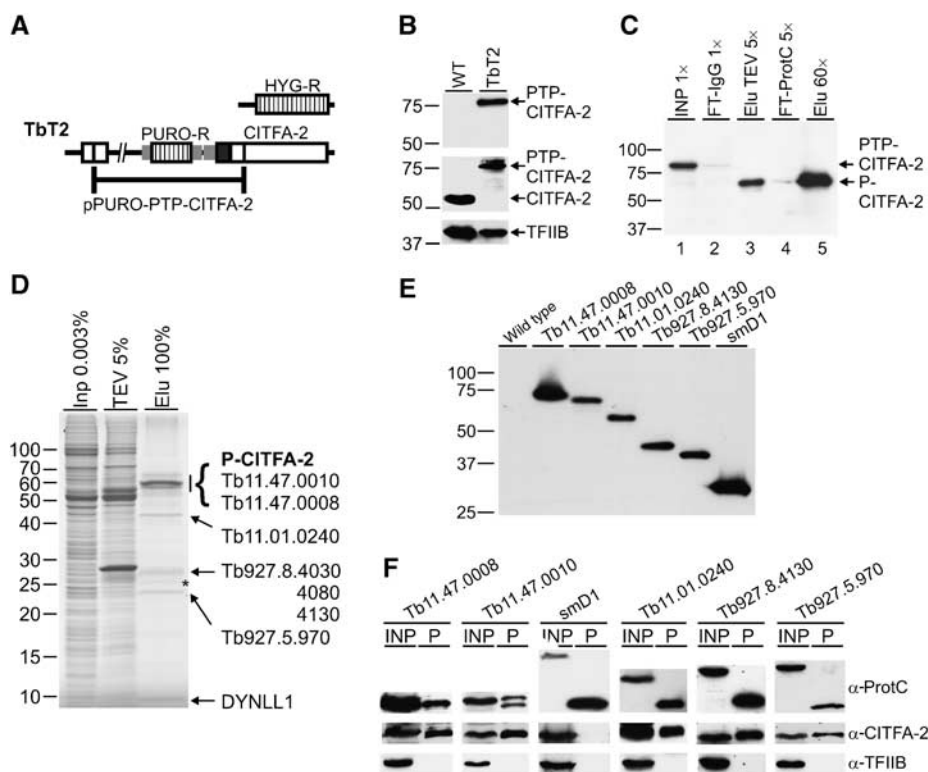 A
HYG-R
TbT2
PURO-R
CITFA-2
pPURO-PTP-CITFA-2
B
WT
TbT2
75
50
75
50
37
PTP-
CITFA-2
PTP-
CITFA-2
CITFA-2
TFIIB
C
INP 1×
FT-IgG 1×
Elu TEV 5×
FT-ProtC 5×
Elu 60×
100
75
50
37
PTP-
CITFA-2
P-
CITFA-2
1 2 3 4 5
D
Inp 0.003%
TEV 5%
Elu 100%
100
70
60
50
40
30
25
20
15
10
P-CITFA-2
Tb11.47.0010
Tb11.47.0008
Tb11.01.0240
Tb927.8.4030
*
4080
4130
Tb927.5.970
DYNLL1
E
Wild type
Tb11.47.0008
Tb11.47.0010
Tb11.01.0240
Tb927.8.4130
Tb927.5.970
smD1
100
75
50
37
25
F
Tb11.47.0008
Tb11.47.0010
smD1
Tb11.01.0240
Tb927.8.4130
Tb927.5.970
INP P INP P INP P INP P INP P INP P
α-ProtC
α-CITFA-2
α-TFIIB